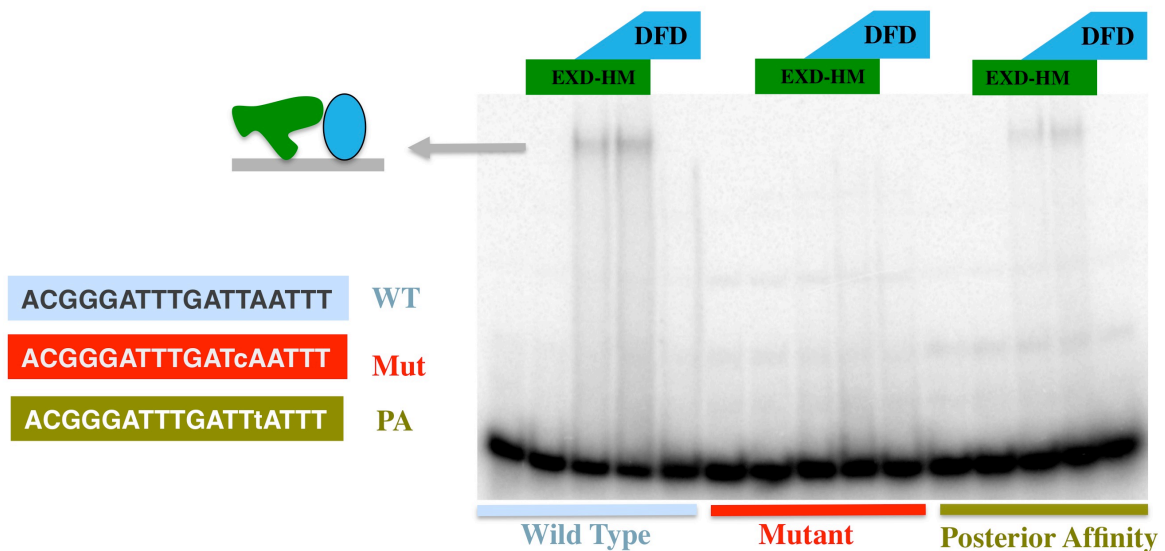 DFD DFD DFD
EXD-HM EXD-HM EXD-HM
ACGGGATTTGATTAATTT WT
ACGGGATTTGATcAATTT Mut
ACGGGATTTGATTtATTT PA
Wild Type Mutant Posterior Affinity